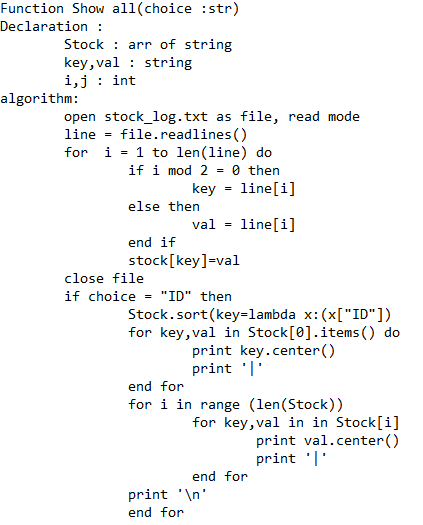 Function Show all(choice :str)
Declaration :
        Stock : arr of string
        key,val : string
        i,j : int
algorithm:
        open stock_log.txt as file, read mode
        line = file.readlines()
        for  i = 1 to len(line) do
                if i mod 2 = 0 then
                        key = line[i]
                else then
                        val = line[i]
                end if
                stock[key]=val
        close file
        if choice = "ID" then
                Stock.sort(key=lambda x:(x["ID"])
                for key,val in Stock[0].items() do
                        print key.center()
                        print '|'
                end for
                for i in range (len(Stock))
                        for key,val in in Stock[i]
                                print val.center()
                                print '|'
                        end for
                print '\n'
                end for